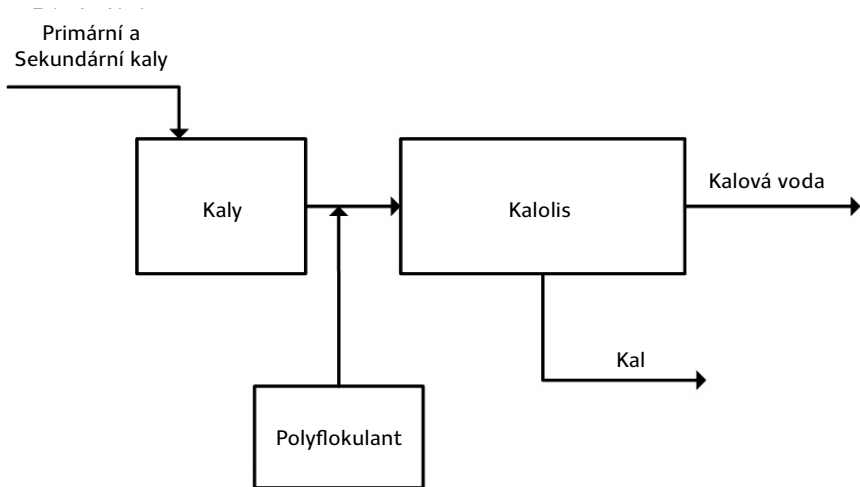 Primární a
Sekundární kaly
Kaly
Kalolis
Kalová voda
Kal
Polyflokulant